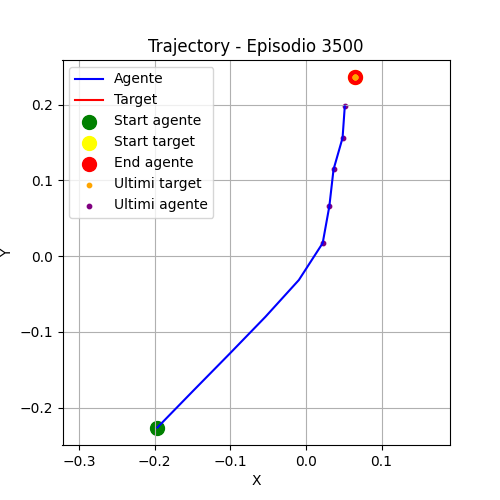 Trajectory - Episodio 3500
Agente
Target
Start agente
Start target
End agente
Ultimi target
Ultimi agente
0.2
0.1
0.0
−0.1
−0.2
Y
−0.3
−0.2
−0.1
0.0
0.1
X